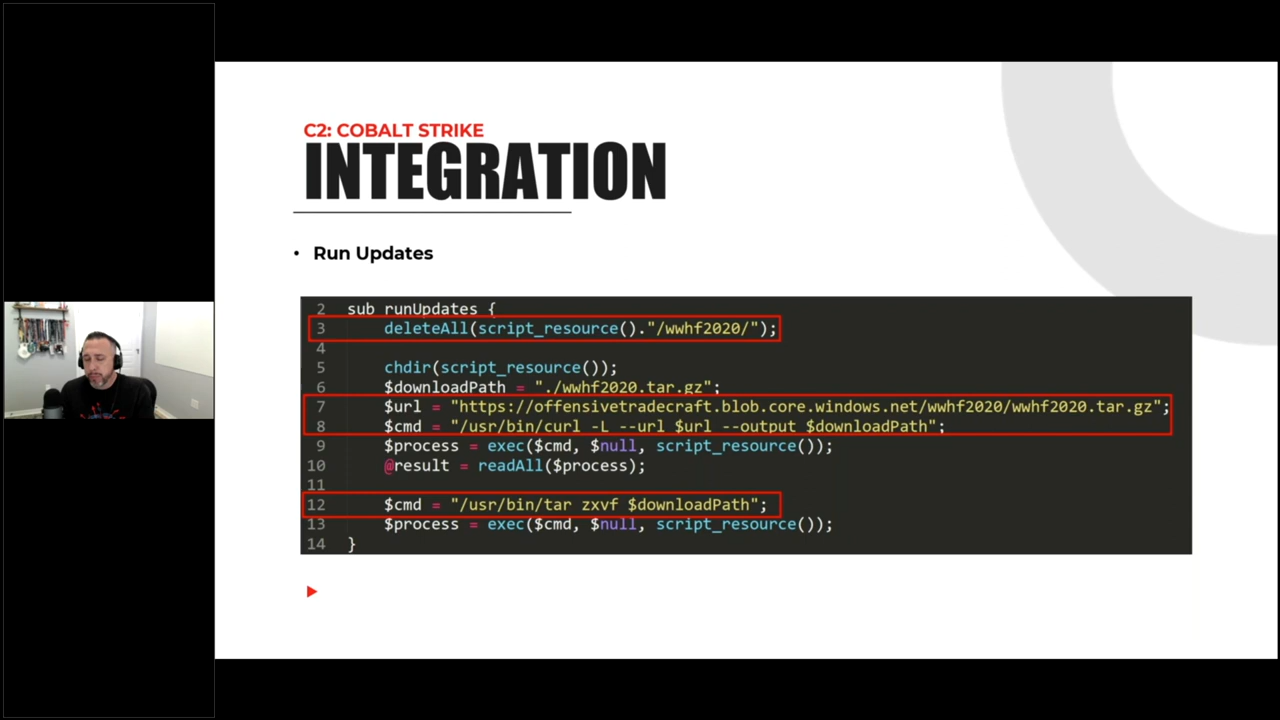 C2: COBALT STRIKE
INTEGRATION
• Run Updates
2 sub runUpdates {
3 deleteAll(script_resource()."/wwhf2020/");
4
5 chdir(script_resource());
6 $downloadPath = "./wwhf2020.tar.gz";
7 $url = "https://offensivetradecraft.blob.core.windows.net/wwhf2020/wwhf2020.tar.gz";
8 $cmd = "/usr/bin/curl -L --url $url --output $downloadPath";
9 $process = exec($cmd, $null, script_resource());
10 @result = readAll($process);
11
12 $cmd = "/usr/bin/tar zxvf $downloadPath";
13 $process = exec($cmd, $null, script_resource());
14 }